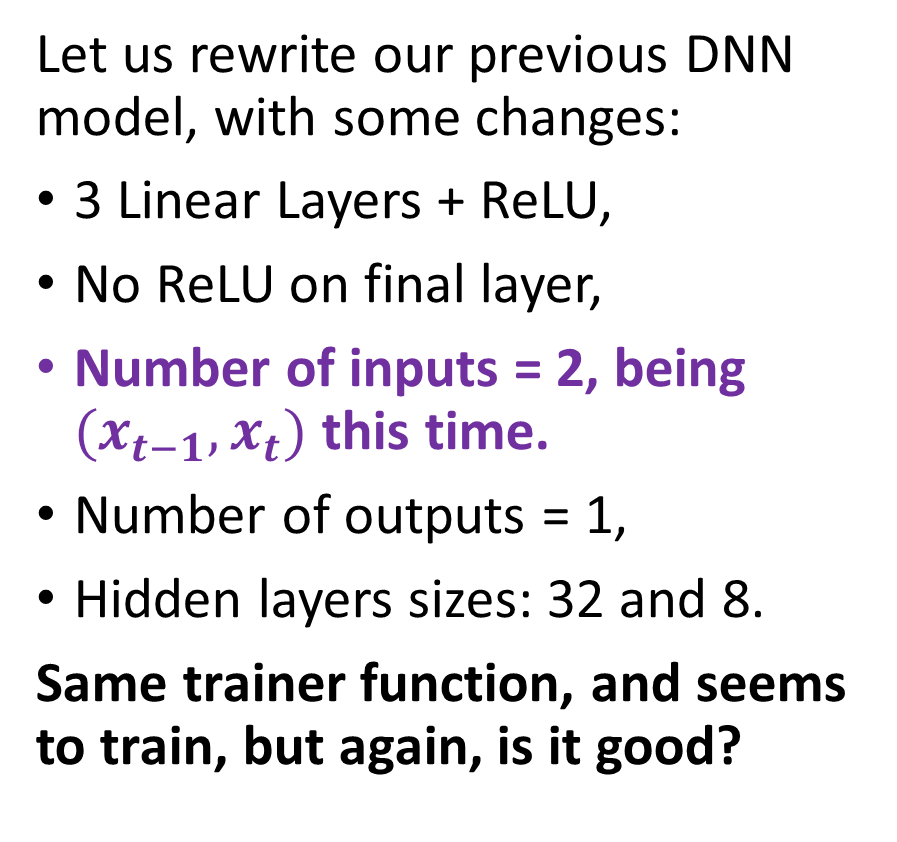 Let us rewrite our previous DNN
model, with some changes:
• 3 Linear Layers + ReLU,
• No ReLU on final layer,
• Number of inputs = 2, being
(x_{t−1}, x_t) this time.
• Number of outputs = 1,
• Hidden layers sizes: 32 and 8.
Same trainer function, and seems
to train, but again, is it good?